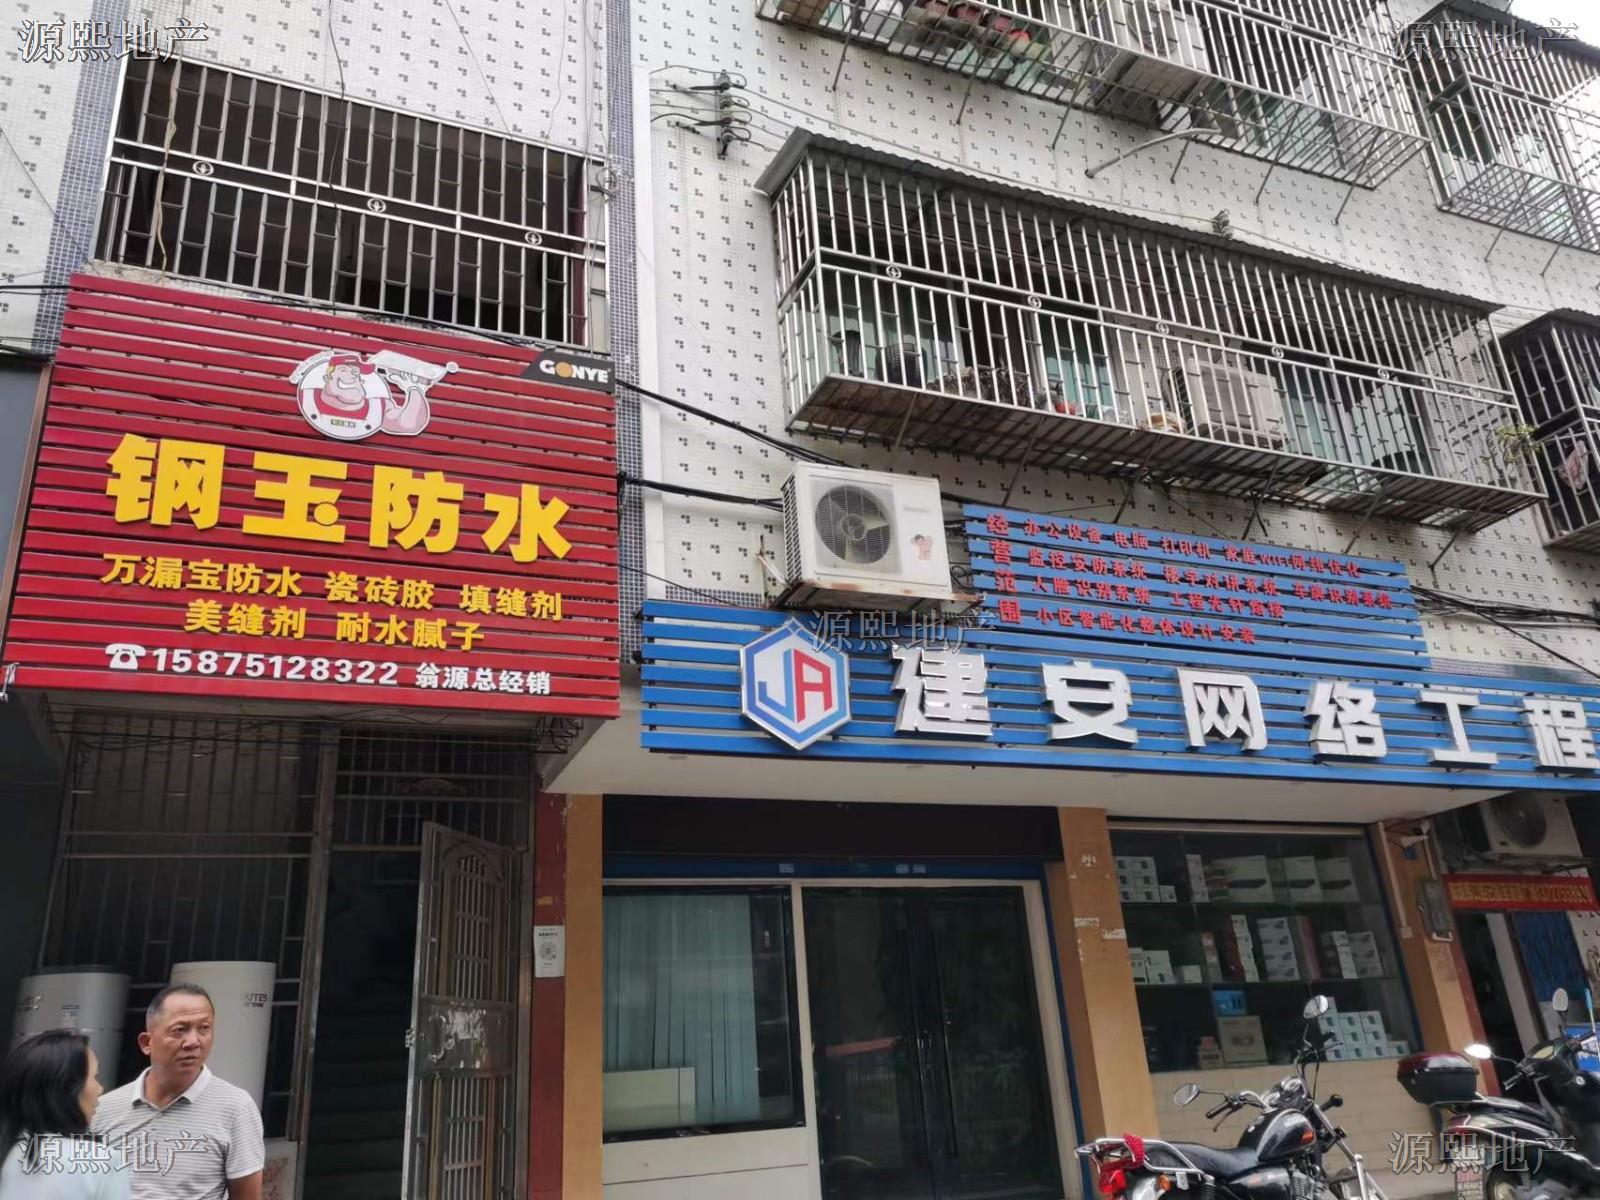 源熙地产
源熙地产
GONYE
钢玉防水
万漏宝防水 瓷砖胶 填缝剂
美缝剂 耐水腻子
☎15875128322 翁源总经销
经营范围
办公设备 电脑 打印机 家庭WIFI网络优化
监控安防系统 楼宇对讲系统 车牌识别系统
人脸识别系统 工程光纤熔接
小区智能化整体设计安装
源熙地产
JA 建安网络工程
源熙地产
源熙地产